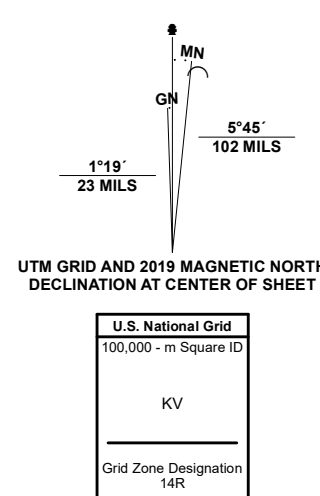 MN
GN
5°45´
102 MILS
1°19´
23 MILS
UTM GRID AND 2019 MAGNETIC NORTH
DECLINATION AT CENTER OF SHEET
U.S. National Grid
100,000 - m Square ID
KV
Grid Zone Designation
14R